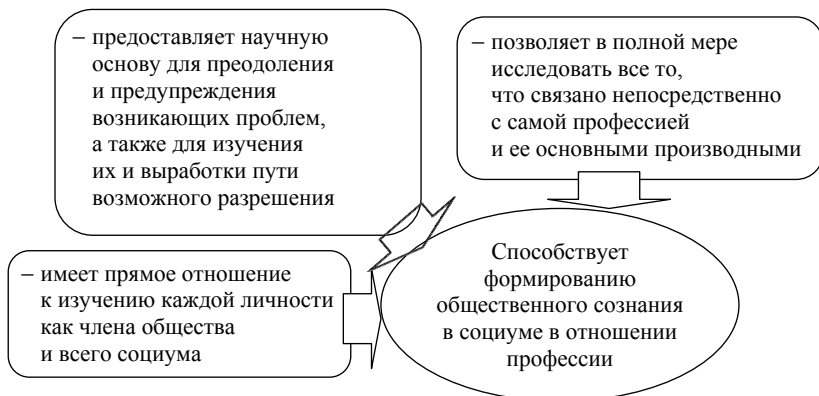 – предоставляет научную
основу для преодоления
и предупреждения
возникающих проблем,
а также для изучения
их и выработки пути
возможного разрешения
– позволяет в полной мере
исследовать все то,
что связано непосредственно
с самой профессией
и ее основными производными
– имеет прямое отношение
к изучению каждой личности
как члена общества
и всего социума
Способствует
формированию
общественного сознания
в социуме в отношении
профессии